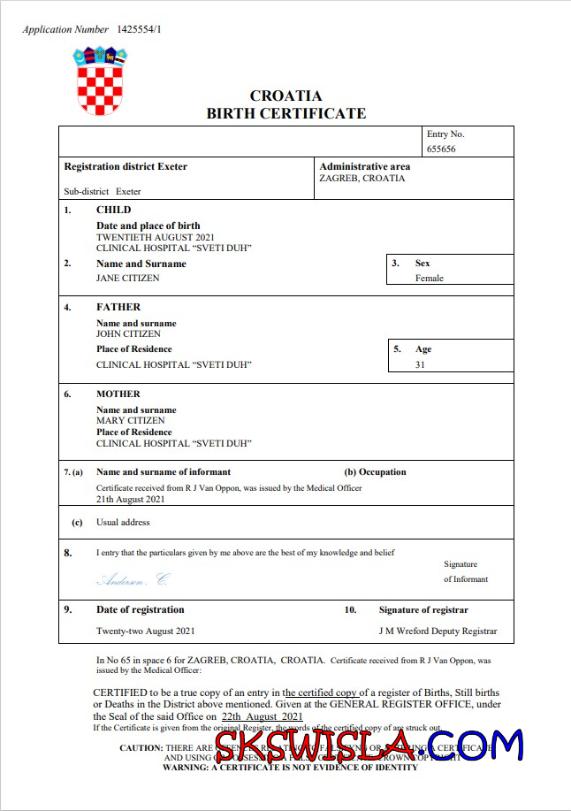 Application Number 1425554/1
CROATIA
BIRTH CERTIFICATE
Entry No.
655656
Registration district Exeter
Administrative area
ZAGREB, CROATIA
Sub-district Exeter
1. CHILD
Date and place of birth
TWENTIETH AUGUST 2021
CLINICAL HOSPITAL “SVETI DUH”
2. Name and Surname
3. Sex
JANE CITIZEN
Female
4. FATHER
Name and surname
JOHN CITIZEN
Place of Residence
5. Age
CLINICAL HOSPITAL “SVETI DUH”
31
6. MOTHER
Name and surname
MARY CITIZEN
Place of Residence
CLINICAL HOSPITAL “SVETI DUH”
7. (a) Name and surname of informant (b) Occupation
Certificate received from R J Van Oppon, was issued by the Medical Officer
21th August 2021
(c) Usual address
8. I entry that the particulars given by me above are the best of my knowledge and belief
Signature
of Informant
Anderson. C.
9. Date of registration 10. Signature of registrar
Twenty-two August 2021 J M Wreford Deputy Registrar
In No 65 in space 6 for ZAGREB, CROATIA, CROATIA. Certificate received from R J Van Oppon, was
issued by the Medical Officer:
CERTIFIED to be a true copy of an entry in the certified copy of a register of Births, Still births
or Deaths in the District above mentioned. Given at the GENERAL REGISTER OFFICE, under
the Seal of the said Office on 22th August 2021
If the Certificate is given from the original Register, the words of the certified copy of are struck out.
CAUTION: THERE ARE
CERTIFICATE
AND USING
SKSWISLA.COM
WARNING: A CERTIFICATE IS NOT EVIDENCE OF IDENTITY